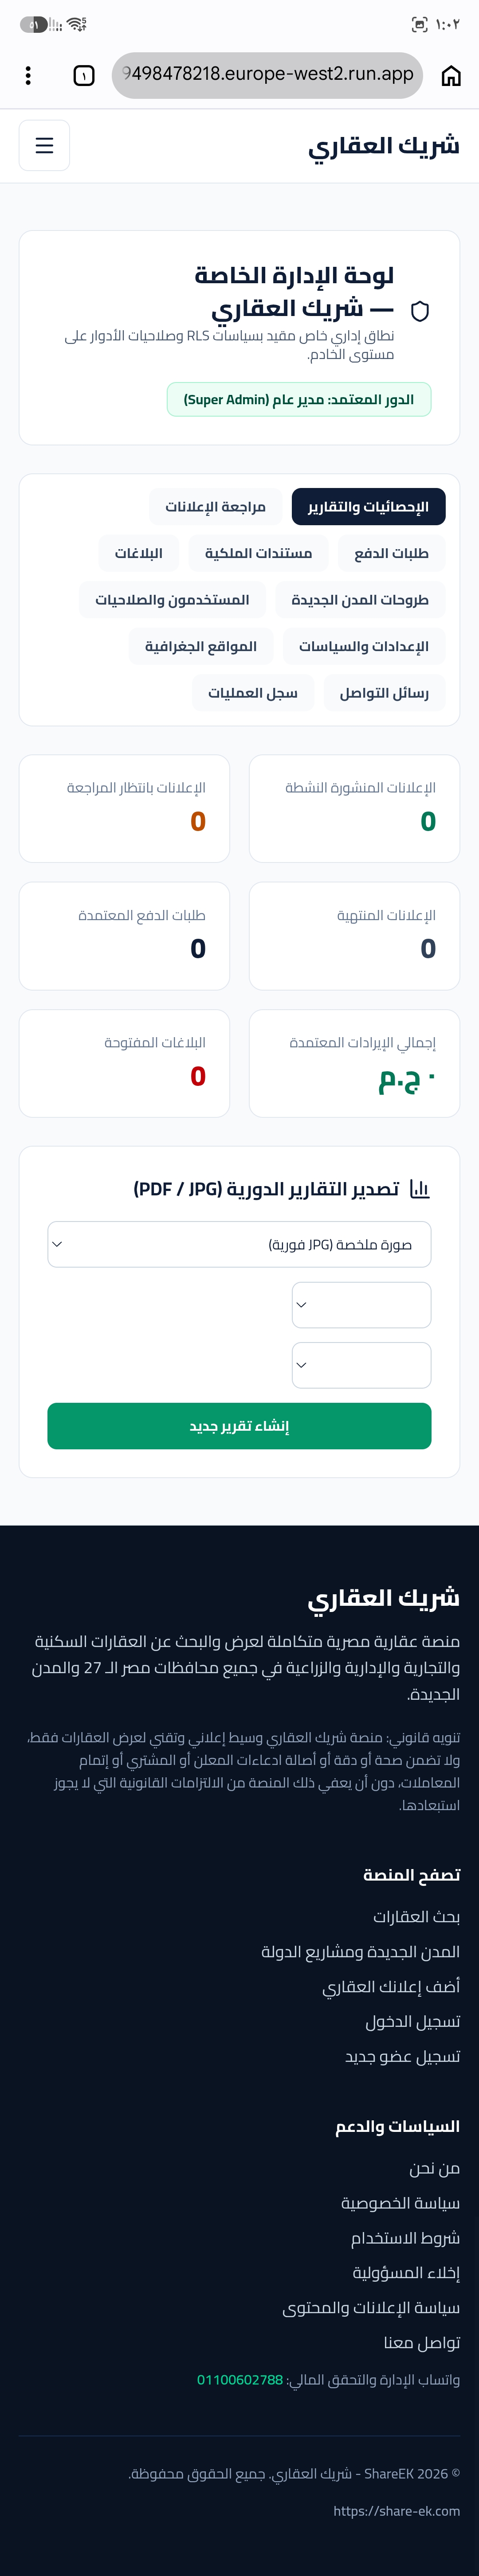 ١:٠٢
٥١
9498478218.europe-west2.run.app
١
شريك العقاري
لوحة الإدارة الخاصة
— شريك العقاري
نطاق إداري خاص مقيد بسياسات RLS وصلاحيات الأدوار على
مستوى الخادم.
الدور المعتمد: مدير عام (Super Admin)
الإحصائيات والتقارير
مراجعة الإعلانات
طلبات الدفع
مستندات الملكية
البلاغات
طروحات المدن الجديدة
المستخدمون والصلاحيات
الإعدادات والسياسات
المواقع الجغرافية
رسائل التواصل
سجل العمليات
الإعلانات المنشورة النشطة
0
الإعلانات بانتظار المراجعة
0
الإعلانات المنتهية
0
طلبات الدفع المعتمدة
0
إجمالي الإيرادات المعتمدة
٠ ج.م
البلاغات المفتوحة
0
تصدير التقارير الدورية (PDF / JPG)
صورة ملخصة (JPG فورية)
إنشاء تقرير جديد
شريك العقاري
منصة عقارية مصرية متكاملة لعرض والبحث عن العقارات السكنية
والتجارية والإدارية والزراعية في جميع محافظات مصر الـ 27 والمدن
الجديدة.
تنويه قانوني: منصة شريك العقاري وسيط إعلاني وتقني لعرض العقارات فقط،
ولا تضمن صحة أو دقة أو أصالة ادعاءات المعلن أو المشتري أو إتمام
المعاملات، دون أن يعفي ذلك المنصة من الالتزامات القانونية التي لا يجوز
استبعادها.
تصفح المنصة
بحث العقارات
المدن الجديدة ومشاريع الدولة
أضف إعلانك العقاري
تسجيل الدخول
تسجيل عضو جديد
السياسات والدعم
من نحن
سياسة الخصوصية
شروط الاستخدام
إخلاء المسؤولية
سياسة الإعلانات والمحتوى
تواصل معنا
واتساب الإدارة والتحقق المالي: 01100602788
© 2026 ShareEK - شريك العقاري. جميع الحقوق محفوظة.
https://share-ek.com